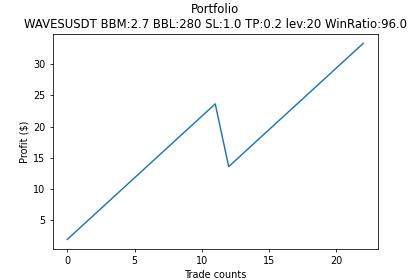 Portfolio
WAVESUSDT BBM:2.7 BBL:280 SL:1.0 TP:0.2 lev:20 WinRatio:96.0
Profit ($)
30
25
20
15
10
5
0 5 10 15 20
Trade counts